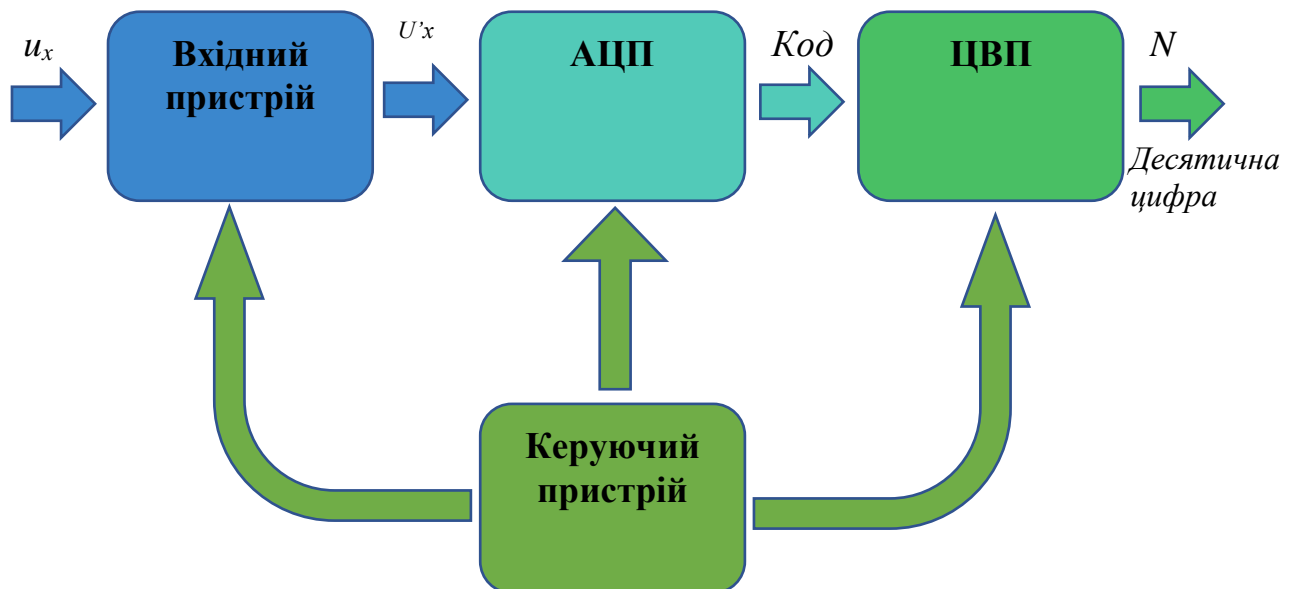 uₓ
Вхідний
пристрій
U’x
АЦП
Код
ЦВП
N
Десятична
цифра
Керуючий
пристрій